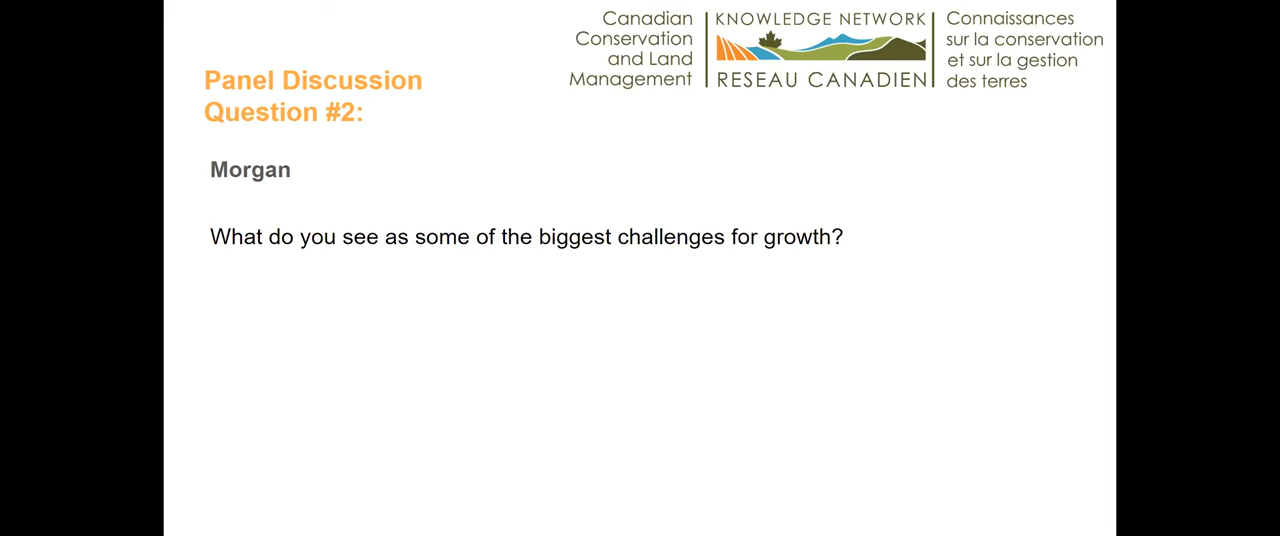 Canadian
Conservation
and Land
Management
KNOWLEDGE NETWORK
RESEAU CANADIEN
Connaissances
sur la conservation
et sur la gestion
des terres
Panel Discussion
Question #2:
Morgan
What do you see as some of the biggest challenges for growth?